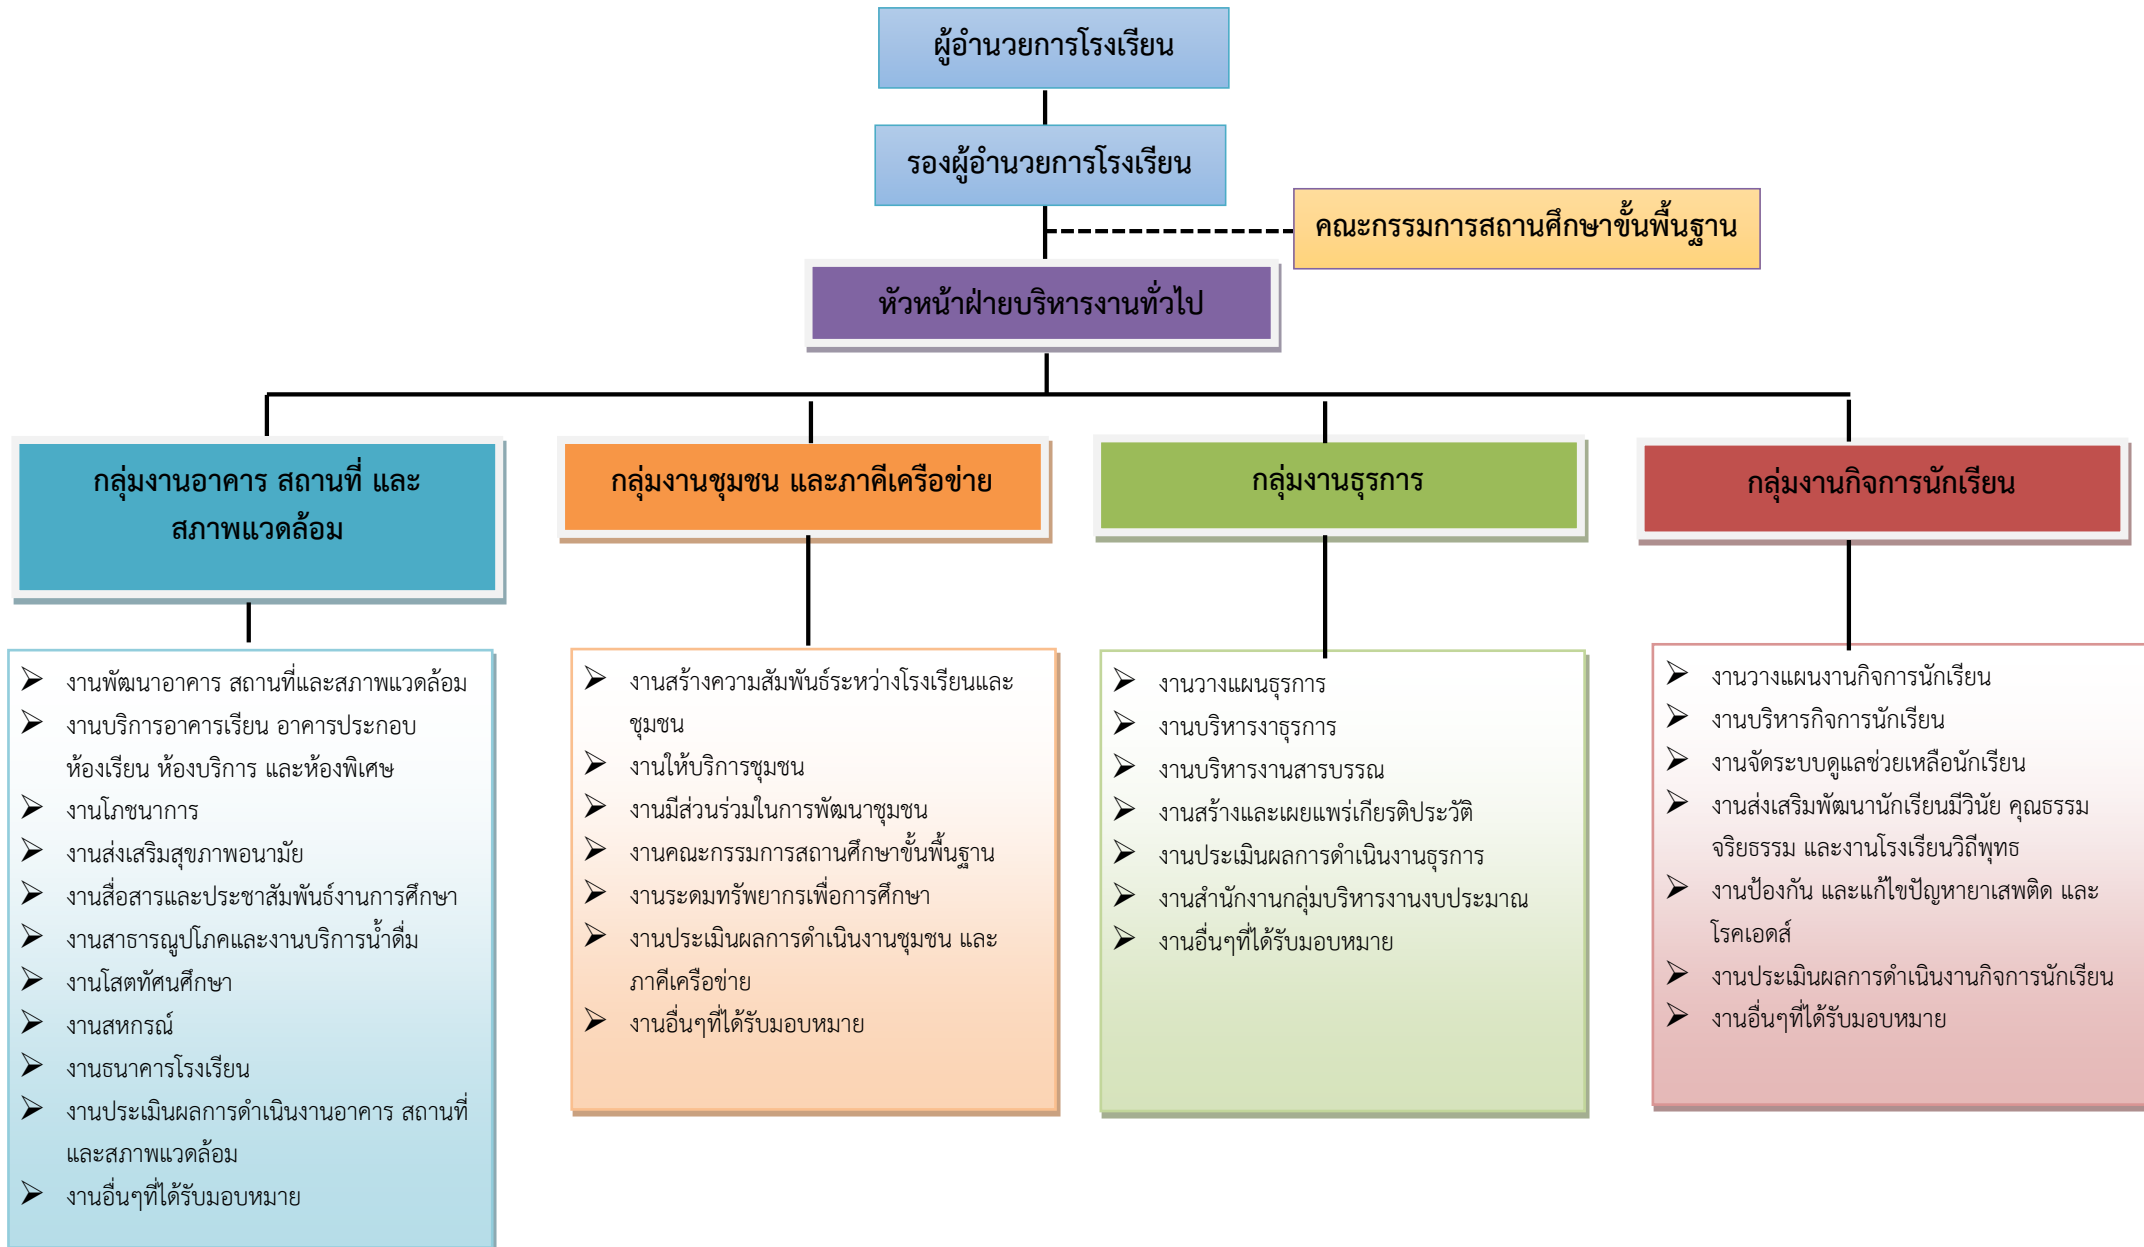 ผู้อำนวยการโรงเรียน
รองผู้อำนวยการโรงเรียน
คณะกรรมการสถานศึกษาขั้นพื้นฐาน
หัวหน้าฝ่ายบริหารงานทั่วไป
กลุ่มงานอาคาร สถานที่ และ
สภาพแวดล้อม
กลุ่มงานชุมชน และภาคีเครือข่าย
กลุ่มงานธุรการ
กลุ่มงานกิจการนักเรียน
งานพัฒนาอาคาร สถานที่และสภาพแวดล้อม
งานบริการอาคารเรียน อาคารประกอบ
ห้องเรียน ห้องบริการ และห้องพิเศษ
งานโภชนาการ
งานส่งเสริมสุขภาพอนามัย
งานสื่อสารและประชาสัมพันธ์งานการศึกษา
งานสาธารณูปโภคและงานบริการน้ำดื่ม
งานโสตทัศนศึกษา
งานสหกรณ์
งานธนาคารโรงเรียน
งานประเมินผลการดำเนินงานอาคาร สถานที่
และสภาพแวดล้อม
งานอื่นๆที่ได้รับมอบหมาย
งานสร้างความสัมพันธ์ระหว่างโรงเรียนและ
ชุมชน
งานให้บริการชุมชน
งานมีส่วนร่วมในการพัฒนาชุมชน
งานคณะกรรมการสถานศึกษาขั้นพื้นฐาน
งานระดมทรัพยากรเพื่อการศึกษา
งานประเมินผลการดำเนินงานชุมชน และ
ภาคีเครือข่าย
งานอื่นๆที่ได้รับมอบหมาย
งานวางแผนธุรการ
งานบริหารงาธุรการ
งานบริหารงานสารบรรณ
งานสร้างและเผยแพร่เกียรติประวัติ
งานประเมินผลการดำเนินงานธุรการ
งานสำนักงานกลุ่มบริหารงานงบประมาณ
งานอื่นๆที่ได้รับมอบหมาย
งานวางแผนงานกิจการนักเรียน
งานบริหารกิจการนักเรียน
งานจัดระบบดูแลช่วยเหลือนักเรียน
งานส่งเสริมพัฒนานักเรียนมีวินัย คุณธรรม
จริยธรรม และงานโรงเรียนวิถีพุทธ
งานป้องกัน และแก้ไขปัญหายาเสพติด และ
โรคเอดส์
งานประเมินผลการดำเนินงานกิจการนักเรียน
งานอื่นๆที่ได้รับมอบหมาย